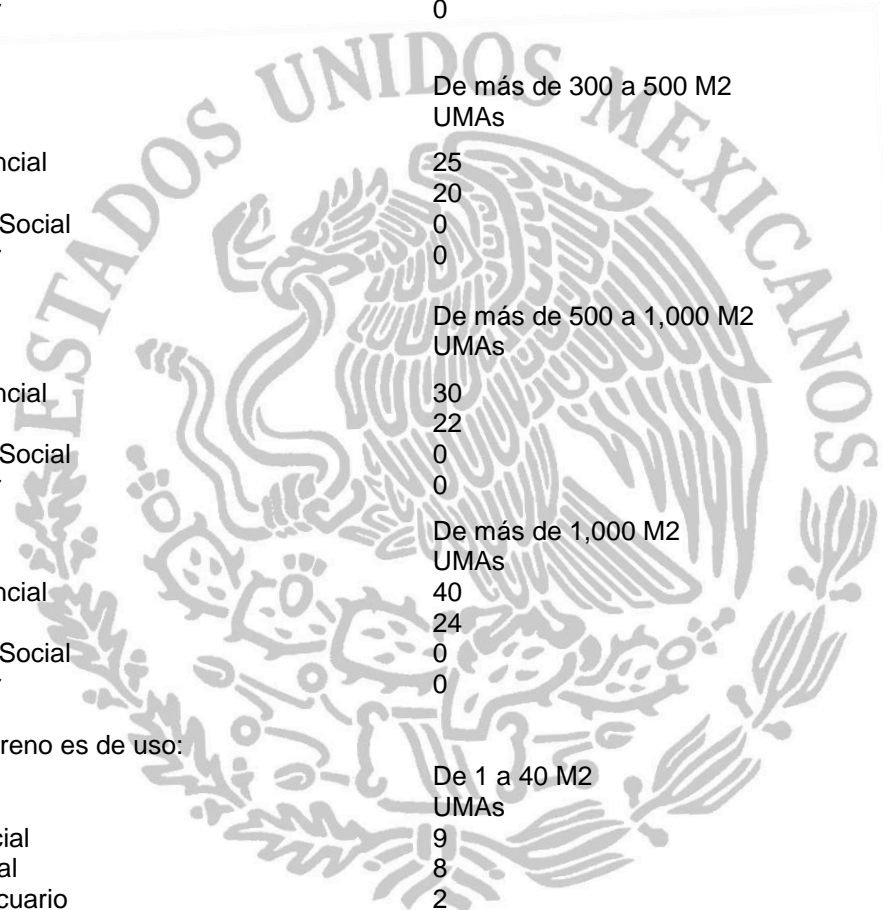 0
ESTADOS UNIDOS MEXICANOS
De más de 300 a 500 M2
UMAs
ncial 25
20
Social 0
0
De más de 500 a 1,000 M2
UMAs
ncial 30
22
Social 0
0
De más de 1,000 M2
UMAs
ncial 40
24
Social 0
0
reno es de uso:
De 1 a 40 M2
UMAs
cial 9
al 8
cuario 2